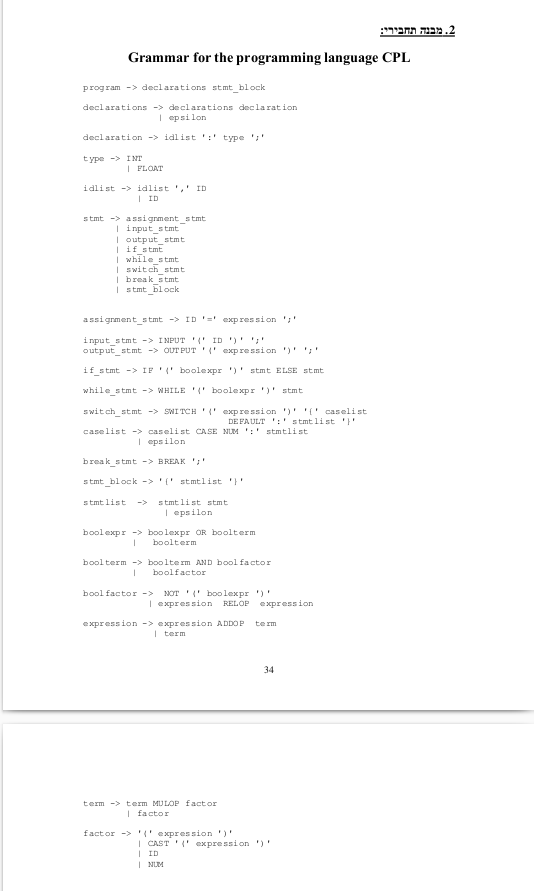 2. מבנה תחבירי:
Grammar for the programming language CPL
program -> declarations stmt_block
declarations -> declarations declaration
| epsilon
declaration -> idlist ':' type ';'
type -> INT
| FLOAT
idlist -> idlist ',' ID
| ID
stmt -> assignment_stmt
| input_stmt
| output_stmt
| if_stmt
| while_stmt
| switch_stmt
| break_stmt
| stmt_block
assignment_stmt -> ID '=' expression ';'
input_stmt -> INPUT '(' ID ')' ';'
output_stmt -> OUTPUT '(' expression ')' ';'
if_stmt -> IF '(' boolexpr ')' stmt ELSE stmt
while_stmt -> WHILE '(' boolexpr ')' stmt
switch_stmt -> SWITCH '(' expression ')' '{' caselist
DEFAULT ':' stmtlist '}'
caselist -> caselist CASE NUM ':' stmtlist
| epsilon
break_stmt -> BREAK ';'
stmt_block -> '{' stmtlist '}'
stmtlist -> stmtlist stmt
| epsilon
boolexpr -> boolexpr OR boolterm
| boolterm
boolterm -> boolterm AND boolfactor
| boolfactor
boolfactor -> NOT '(' boolexpr ')'
| expression RELOP expression
expression -> expression ADDOP term
| term
34
term -> term MULOP factor
| factor
factor -> '(' expression ')'
| CAST '(' expression ')'
| ID
| NUM